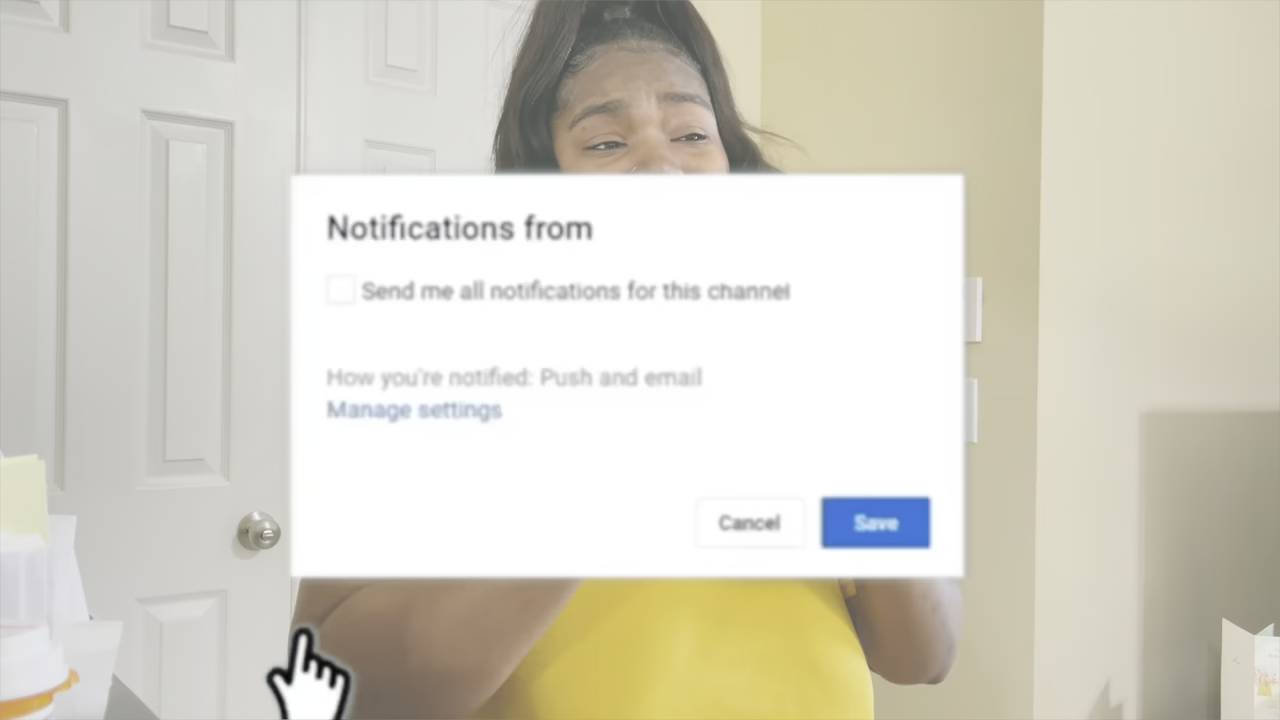 Notifications from
Send me all notifications for this channel
How you're notified: Push and email
Manage settings
Cancel
Save